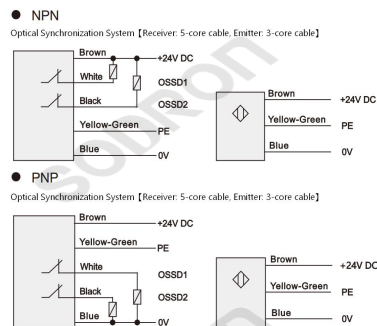 ● NPN
Optical Synchronization System【Receiver: 5-core cable, Emitter: 3-core cable】
Brown
+24V DC
White
OSSD1
Black
OSSD2
Yellow-Green
PE
Blue
0V
Brown
+24V DC
Yellow-Green
PE
Blue
0V
● PNP
Optical Synchronization System【Receiver: 5-core cable, Emitter: 3-core cable】
Brown
+24V DC
Yellow-Green
PE
White
OSSD1
Black
OSSD2
Blue
0V
Brown
+24V DC
Yellow-Green
PE
Blue
0V
SODRON